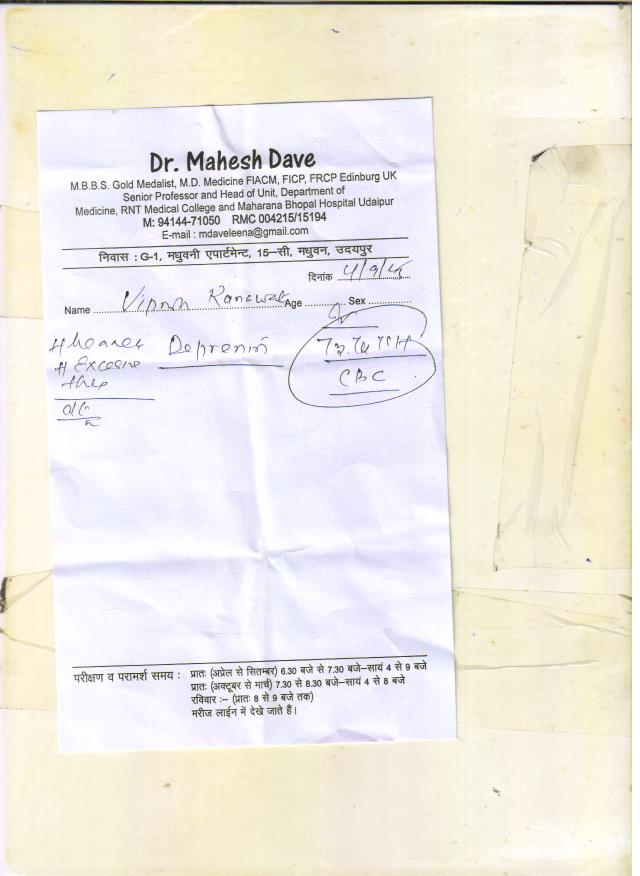 Dr. Mahesh Dave
M.B.B.S. Gold Medalist, M.D. Medicine FIACM, FICP, FRCP Edinburg UK
Senior Professor and Head of Unit, Department of
Medicine, RNT Medical College and Maharana Bhopal Hospital Udaipur
M: 94144-71050 RMC 004215/15194
E-mail : mdaveleena@gmail.com
निवास : G-1, मधुवनी एपार्टमेन्ट, 15–सी, मधुवन, उदयपुर
दिनांक
Name Age Sex
T3. T4 TSH
CBC
परीक्षण व परामर्श समय : प्रातः (अप्रेल से सितम्बर) 6.30 बजे से 7.30 बजे–सायं 4 से 9 बजे
प्रातः (अक्टूबर से मार्च) 7.30 से 8.30 बजे–सायं 4 से 8 बजे
रविवार :– (प्रातः 8 से 9 बजे तक)
मरीज लाईन में देखे जाते हैं।